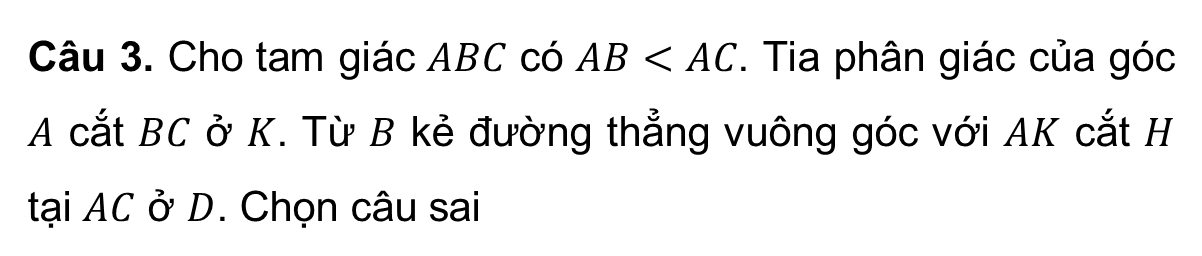 Câu 3. Cho tam giác ABC có AB < AC. Tia phân giác của góc
A cắt BC ở K. Từ B kẻ đường thẳng vuông góc với AK cắt H
tại AC ở D. Chọn câu sai